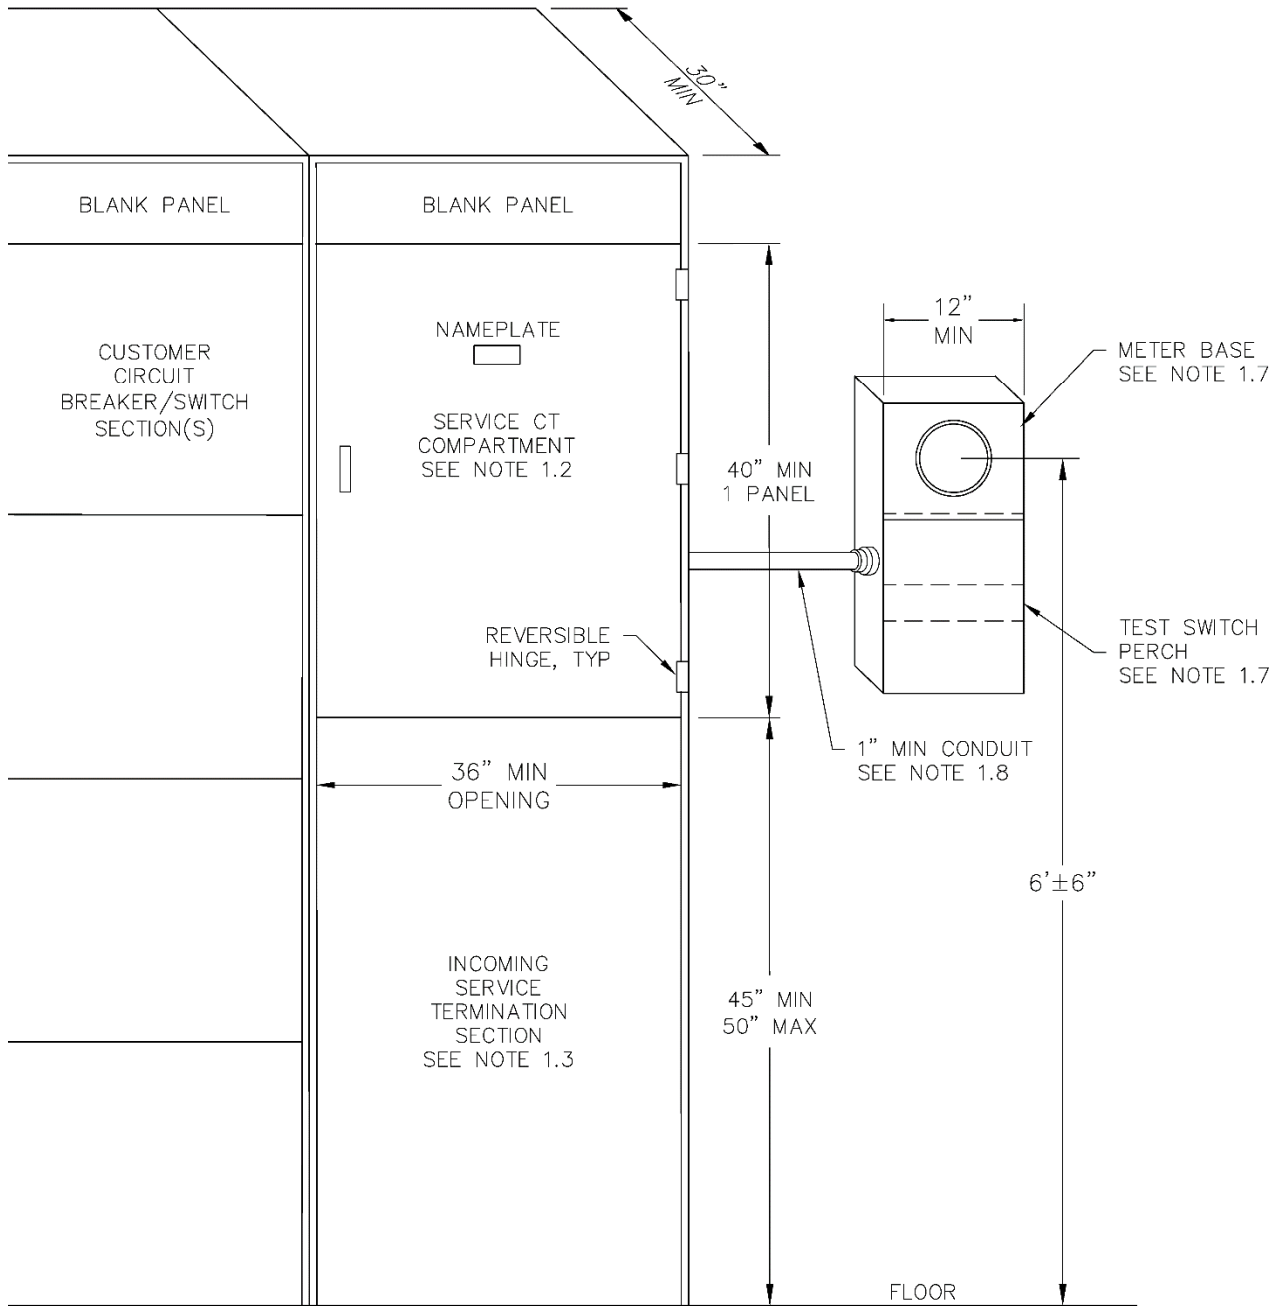 30"
MIN
BLANK PANEL
BLANK PANEL
12"
MIN
NAMEPLATE
CUSTOMER
CIRCUIT
BREAKER/SWITCH
SECTION(S)
METER BASE
SEE NOTE 1.7
SERVICE CT
COMPARTMENT
SEE NOTE 1.2
40" MIN
1 PANEL
REVERSIBLE
HINGE, TYP
TEST SWITCH
PERCH
SEE NOTE 1.7
1" MIN CONDUIT
SEE NOTE 1.8
36" MIN
OPENING
6'±6"
INCOMING
SERVICE
TERMINATION
SECTION
SEE NOTE 1.3
45" MIN
50" MAX
FLOOR